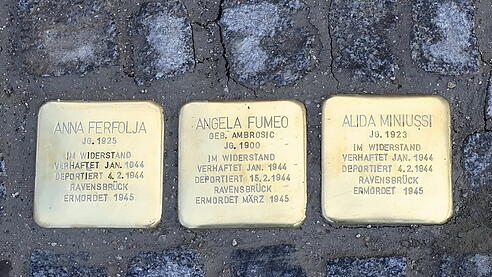 ANNA FERFOLJA
JG. 1925
IM WIDERSTAND
VERHAFTET JAN. 1944
DEPORTIERT 4.2.1944
RAVENSBRÜCK
ERMORDET 1945
ANGELA FUMEO
GEB. AMBROSIC
JG. 1900
IM WIDERSTAND
VERHAFTET JAN. 1944
DEPORTIERT 15.2.1944
RAVENSBRÜCK
ERMORDET MÄRZ 1945
ALIDA MINIUSSI
JG. 1923
IM WIDERSTAND
VERHAFTET JAN. 1944
DEPORTIERT 4.2.1944
RAVENSBRÜCK
ERMORDET 1945